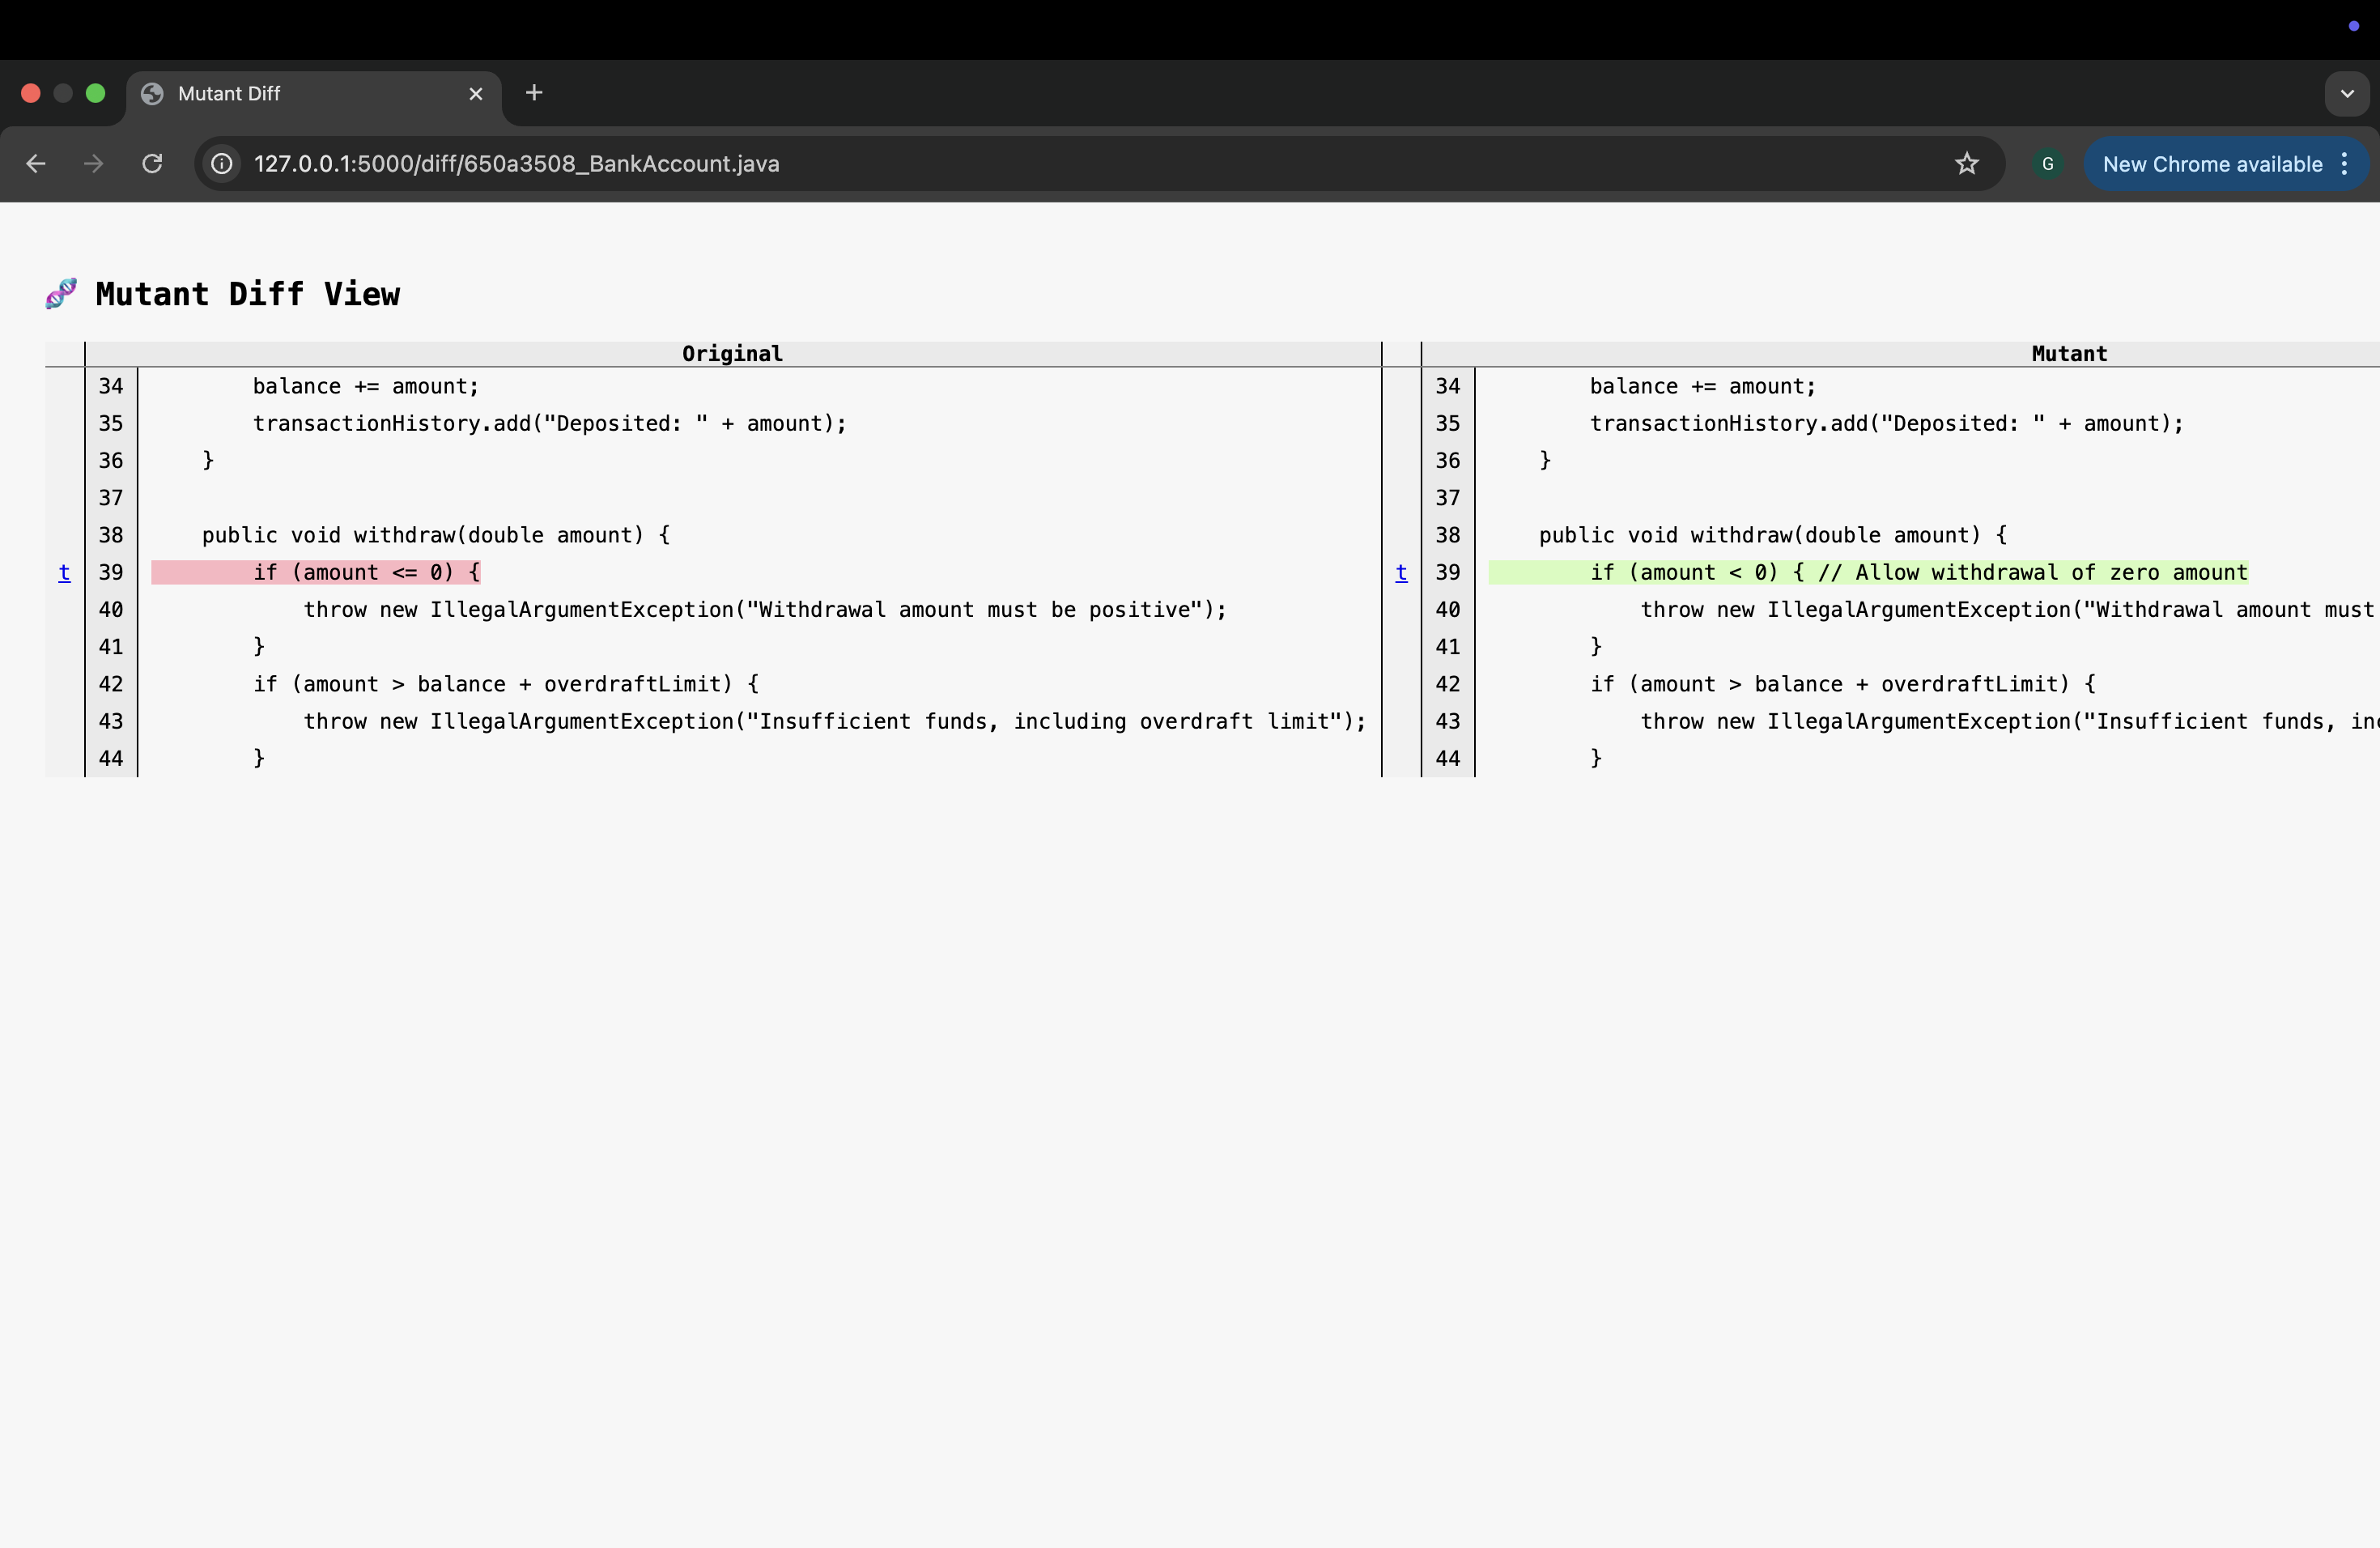 Mutant Diff
127.0.0.1:5000/diff/650a3508_BankAccount.java
G
New Chrome available
🧬 Mutant Diff View
Original
Mutant
34 balance += amount;
35 transactionHistory.add("Deposited: " + amount);
36 }
37
38 public void withdraw(double amount) {
t 39 if (amount <= 0) {
40 throw new IllegalArgumentException("Withdrawal amount must be positive");
41 }
42 if (amount > balance + overdraftLimit) {
43 throw new IllegalArgumentException("Insufficient funds, including overdraft limit");
44 }
34 balance += amount;
35 transactionHistory.add("Deposited: " + amount);
36 }
37
38 public void withdraw(double amount) {
t 39 if (amount < 0) { // Allow withdrawal of zero amount
40 throw new IllegalArgumentException("Withdrawal amount must
41 }
42 if (amount > balance + overdraftLimit) {
43 throw new IllegalArgumentException("Insufficient funds,
44 }